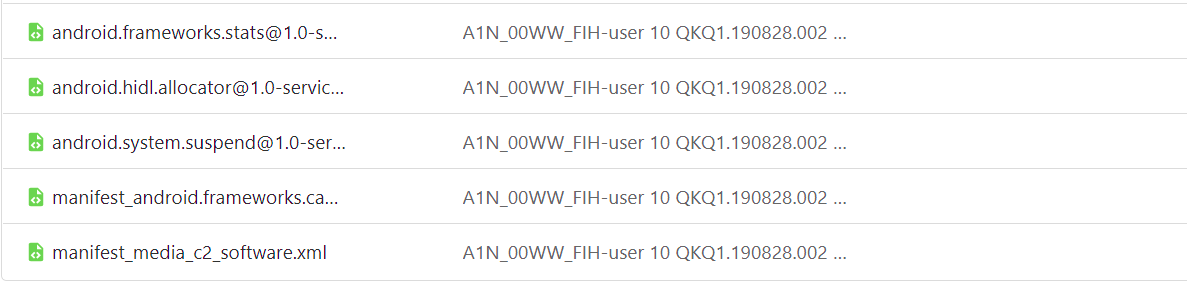 android.frameworks.stats@1.0-s... A1N_00WW_FIH-user 10 QKQ1.190828.002 ...
android.hidl.allocator@1.0-servic... A1N_00WW_FIH-user 10 QKQ1.190828.002 ...
android.system.suspend@1.0-ser... A1N_00WW_FIH-user 10 QKQ1.190828.002 ...
manifest_android.frameworks.ca... A1N_00WW_FIH-user 10 QKQ1.190828.002 ...
manifest_media_c2_software.xml A1N_00WW_FIH-user 10 QKQ1.190828.002 ...